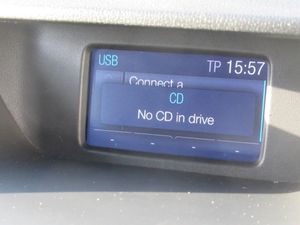 USB TP 15:57
Connect a
CD
No CD in drive
- - - -